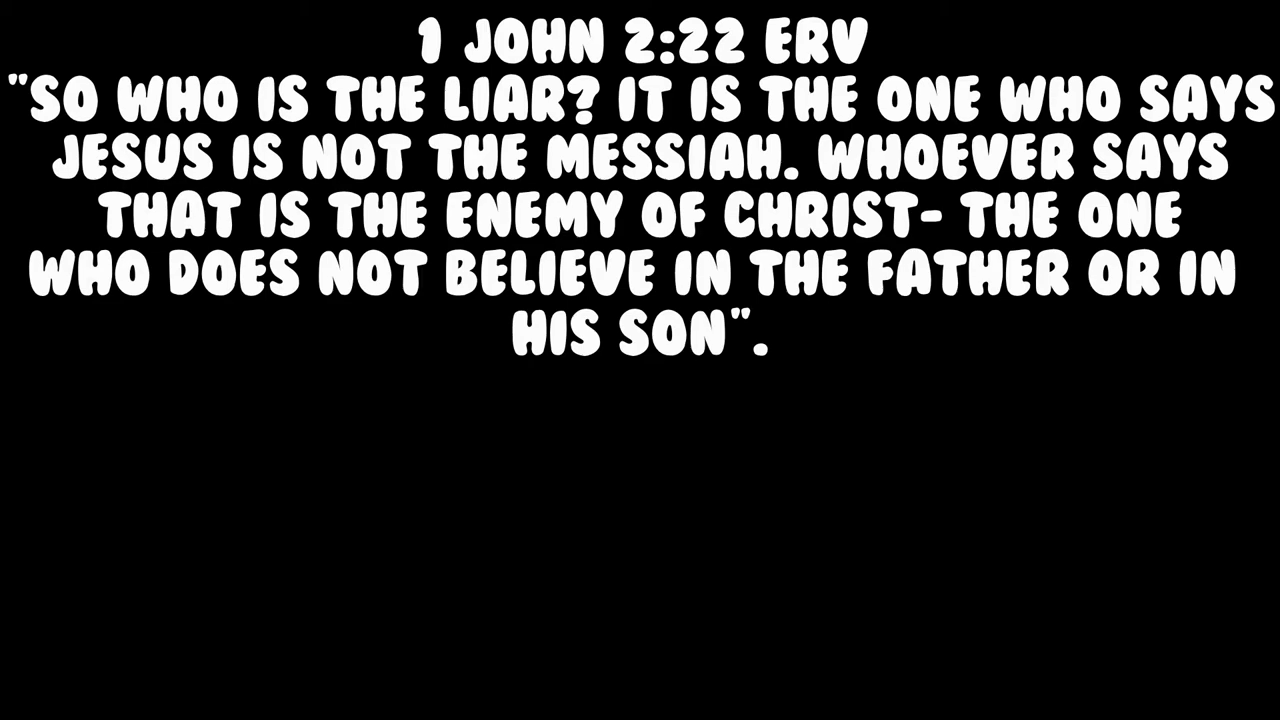 1 JOHN 2:22 ERV
"SO WHO IS THE LIAR? IT IS THE ONE WHO SAYS
JESUS IS NOT THE MESSIAH. WHOEVER SAYS
THAT IS THE ENEMY OF CHRIST- THE ONE
WHO DOES NOT BELIEVE IN THE FATHER OR IN
HIS SON".